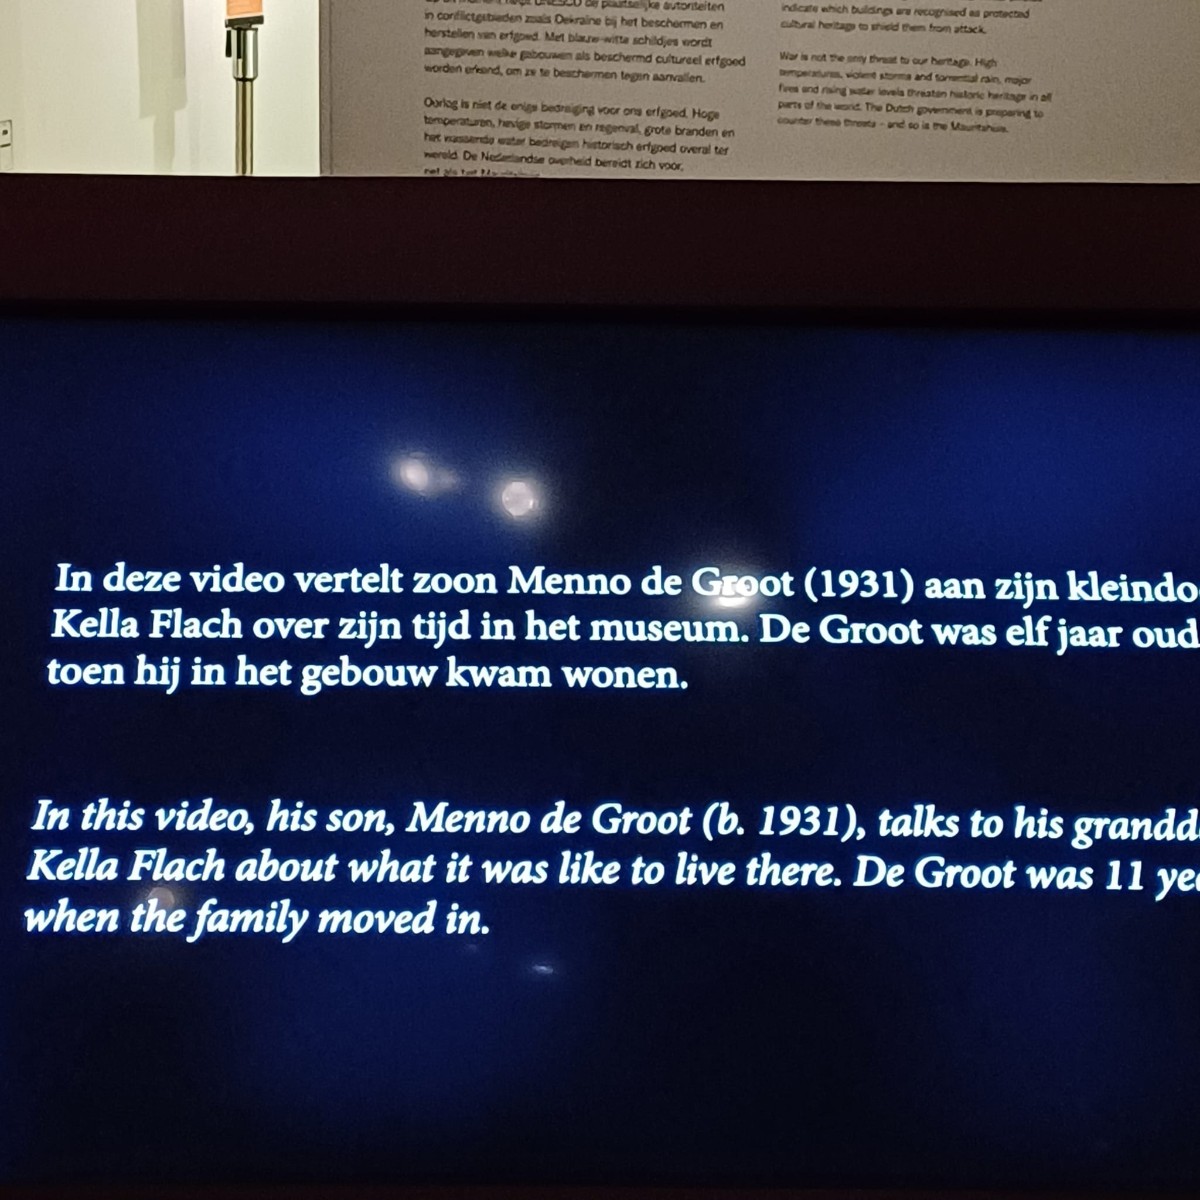 in conflictgebieden zoals Oekraïne bij het beschermen en
herstellen van erfgoed. Met blauw-witte schildjes wordt
aangegeven welke gebouwen als beschermd cultureel erfgoed
worden erkend, om ze te beschermen tegen aanvallen.
Oorlog is niet de enige bedreiging voor ons erfgoed. Hoge
temperaturen, hevige stormen en regenval, grote branden en
het wassende water bedreigen historisch erfgoed overal ter
wereld. De Nederlandse overheid bereidt zich voor,
indicate which buildings are recognised as protected
cultural heritage to shield them from attack.
War is not the only threat to our heritage. High
temperatures, violent storms and torrential rain, major
fires and rising water levels threaten historic heritage in all
parts of the world. The Dutch government is preparing to
counter these threats – and so is the Mauritshuis.
In deze video vertelt zoon Menno de Groot (1931) aan zijn kleindo
Kella Flach over zijn tijd in het museum. De Groot was elf jaar oud
toen hij in het gebouw kwam wonen.
In this video, his son, Menno de Groot (b. 1931), talks to his grandd
Kella Flach about what it was like to live there. De Groot was 11 yea
when the family moved in.